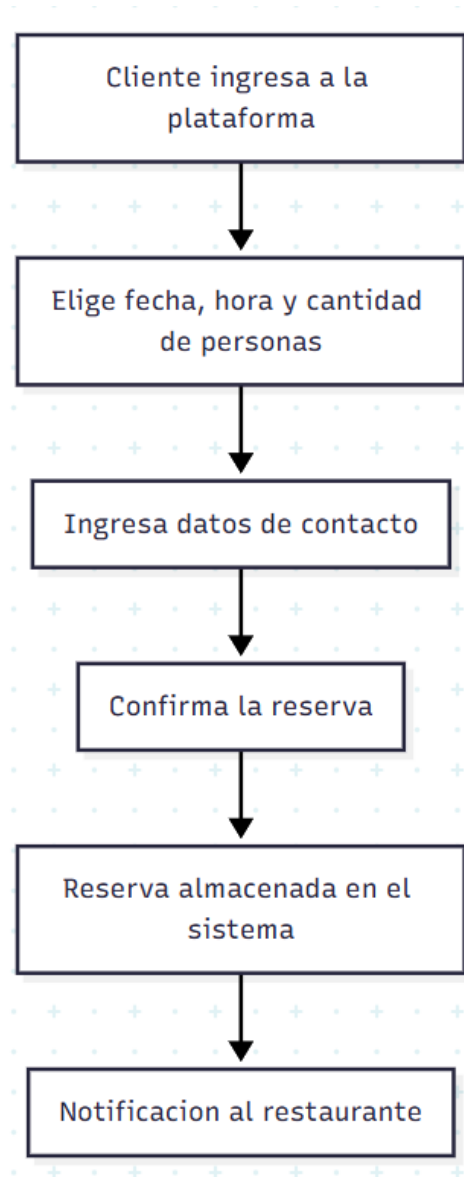 Cliente ingresa a la
plataforma
Elige fecha, hora y cantidad
de personas
Ingresa datos de contacto
Confirma la reserva
Reserva almacenada en el
sistema
Notificacion al restaurante